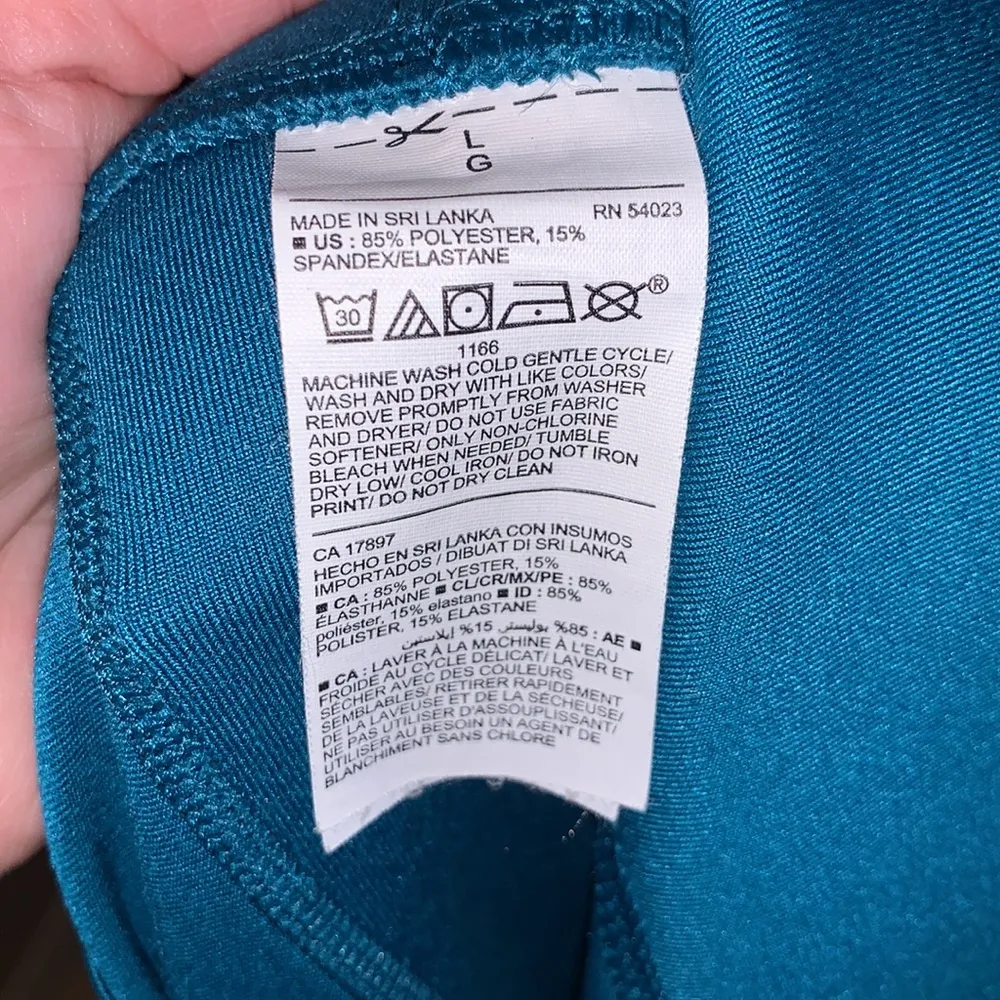 L
G
MADE IN SRI LANKA RN 54023
US : 85% POLYESTER, 15%
SPANDEX/ELASTANE
30 ®
1166
MACHINE WASH COLD GENTLE CYCLE/
WASH AND DRY WITH LIKE COLORS/
REMOVE PROMPTLY FROM WASHER
AND DRYER/ DO NOT USE FABRIC
SOFTENER/ ONLY NON-CHLORINE
BLEACH WHEN NEEDED/ TUMBLE
DRY LOW/ COOL IRON/ DO NOT IRON
PRINT/ DO NOT DRY CLEAN
CA 17897
HECHO EN SRI LANKA CON INSUMOS
IMPORTADOS / DIBUAT DI SRI LANKA
CA : 85% POLYESTER, 15%
ÉLASTHANNE CL/CR/MX/PE : 85%
poliéster, 15% elastano ID : 85%
POLISTER, 15% ELASTANE
AE : 85% بوليستر 15% إيلاستين
CA : LAVER À LA MACHINE À L'EAU
FROIDE AU CYCLE DÉLICAT/ LAVER ET
SÉCHER AVEC DES COULEURS
SEMBLABLES/ RETIRER RAPIDEMENT
DE LA LAVEUSE ET DE LA SÉCHEUSE/
NE PAS UTILISER D'ASSOUPLISSANT/
UTILISER AU BESOIN UN AGENT DE
BLANCHIMENT SANS CHLORE